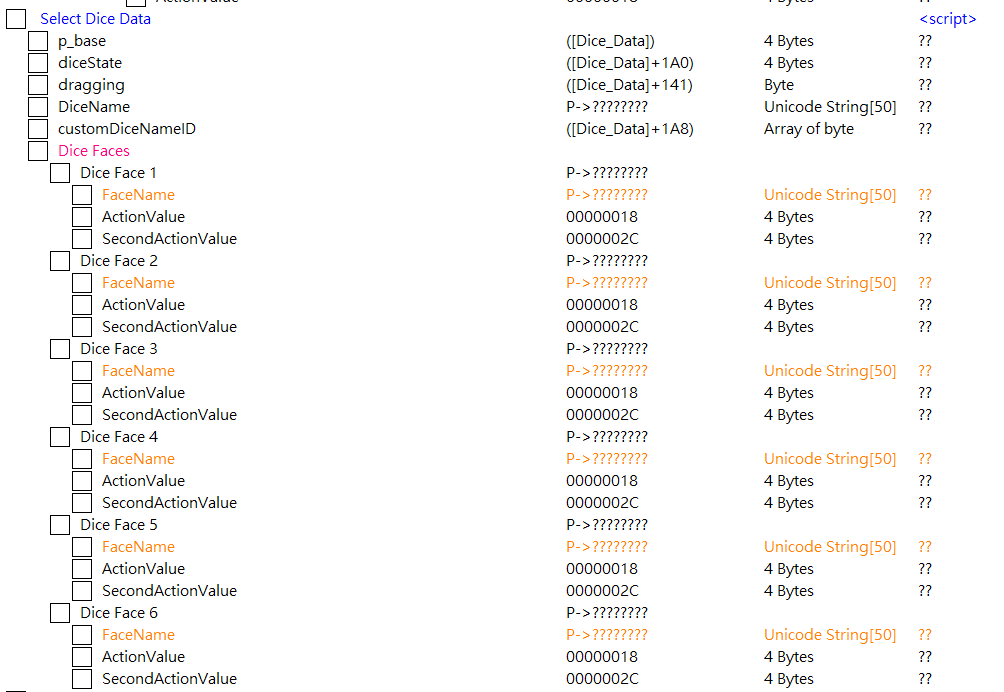 ActionValue 00000018 4 Bytes ??
Select Dice Data <script>
p_base ([Dice_Data]) 4 Bytes ??
diceState ([Dice_Data]+1A0) 4 Bytes ??
dragging ([Dice_Data]+141) Byte ??
DiceName P->???????? Unicode String[50] ??
customDiceNameID ([Dice_Data]+1A8) Array of byte ??
Dice Faces
Dice Face 1 P->????????
FaceName P->???????? Unicode String[50] ??
ActionValue 00000018 4 Bytes ??
SecondActionValue 0000002C 4 Bytes ??
Dice Face 2 P->????????
FaceName P->???????? Unicode String[50] ??
ActionValue 00000018 4 Bytes ??
SecondActionValue 0000002C 4 Bytes ??
Dice Face 3 P->????????
FaceName P->???????? Unicode String[50] ??
ActionValue 00000018 4 Bytes ??
SecondActionValue 0000002C 4 Bytes ??
Dice Face 4 P->????????
FaceName P->???????? Unicode String[50] ??
ActionValue 00000018 4 Bytes ??
SecondActionValue 0000002C 4 Bytes ??
Dice Face 5 P->????????
FaceName P->???????? Unicode String[50] ??
ActionValue 00000018 4 Bytes ??
SecondActionValue 0000002C 4 Bytes ??
Dice Face 6 P->????????
FaceName P->???????? Unicode String[50] ??
ActionValue 00000018 4 Bytes ??
SecondActionValue 0000002C 4 Bytes ??